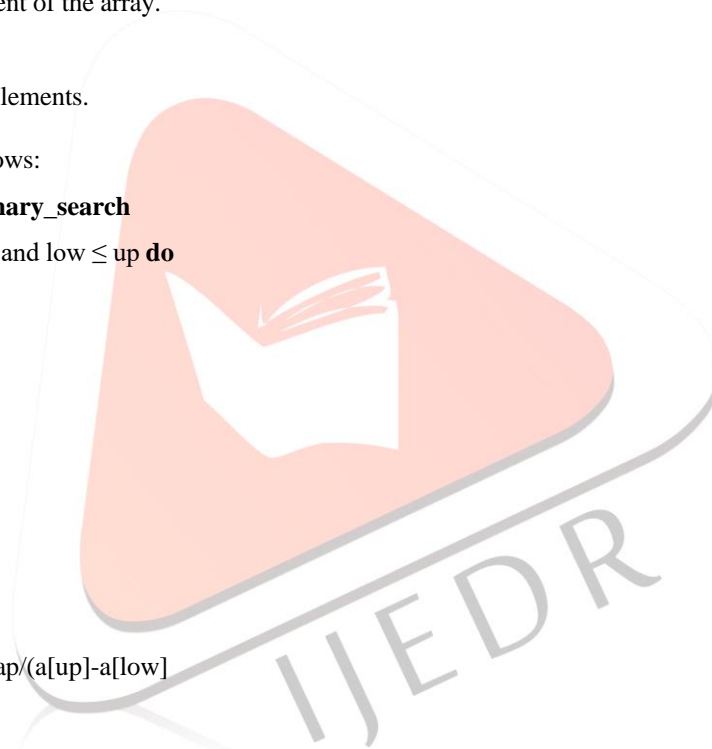 ent of the array.
lements.
ows:
nary_search
and low ≤ up do
ap/(a[up]-a[low]
IJEDR